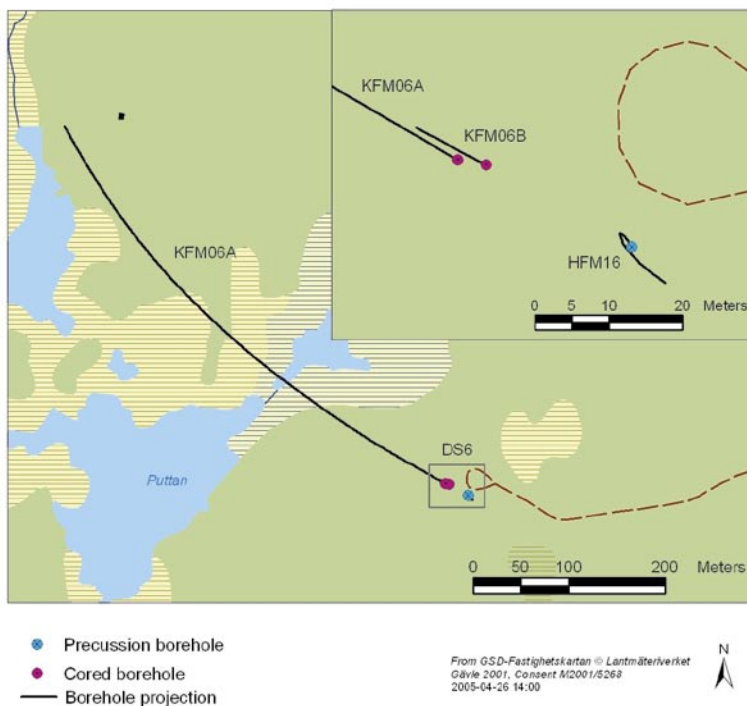 KFM06A
KFM06B
HFM16
0 5 10 20 Meters
KFM06A
DS6
Puttan
0 50 100 200 Meters
Precussion borehole
Cored borehole
Borehole projection
From GSD-Fastighetskartan © Lantmäteriverket
Gävle 2001, Consent M2001/5268
2005-04-26 14:00
N